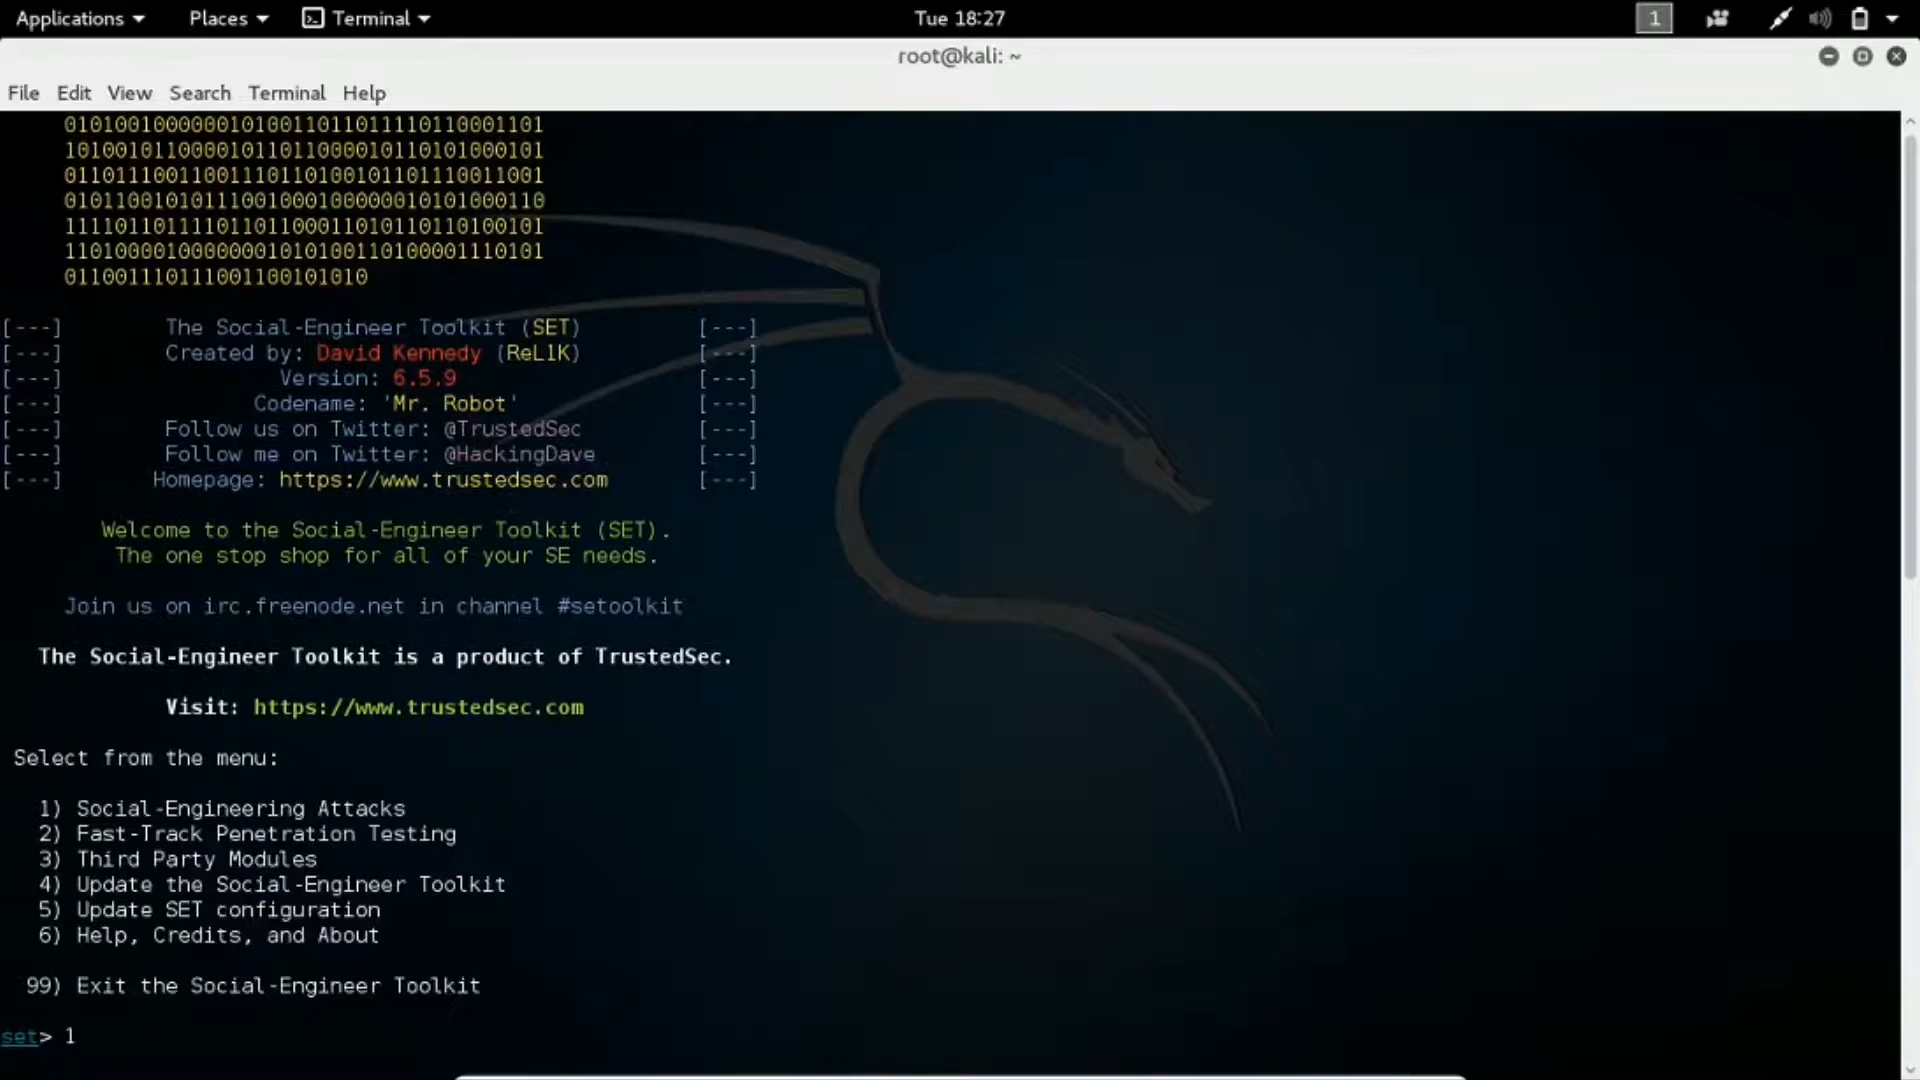 Applications Places Terminal Tue 18:27 1
root@kali: ~
File Edit View Search Terminal Help
010100100000001010011011011110110001101
10100101100001011011000010110101000101
01101110011001110110100101101110011001
01011001010111001000100000010101000110
11110110111101101100011010110110100101
11010000100000001010100110100001110101
011001110111001100101010
[---] The Social-Engineer Toolkit (SET) [---]
[---] Created by: David Kennedy (ReL1K) [---]
[---] Version: 6.5.9 [---]
[---] Codename: 'Mr. Robot' [---]
[---] Follow us on Twitter: @TrustedSec [---]
[---] Follow me on Twitter: @HackingDave [---]
[---] Homepage: https://www.trustedsec.com [---]
Welcome to the Social-Engineer Toolkit (SET).
The one stop shop for all of your SE needs.
Join us on irc.freenode.net in channel #setoolkit
The Social-Engineer Toolkit is a product of TrustedSec.
Visit: https://www.trustedsec.com
Select from the menu:
1) Social-Engineering Attacks
2) Fast-Track Penetration Testing
3) Third Party Modules
4) Update the Social-Engineer Toolkit
5) Update SET configuration
6) Help, Credits, and About
99) Exit the Social-Engineer Toolkit
set> 1